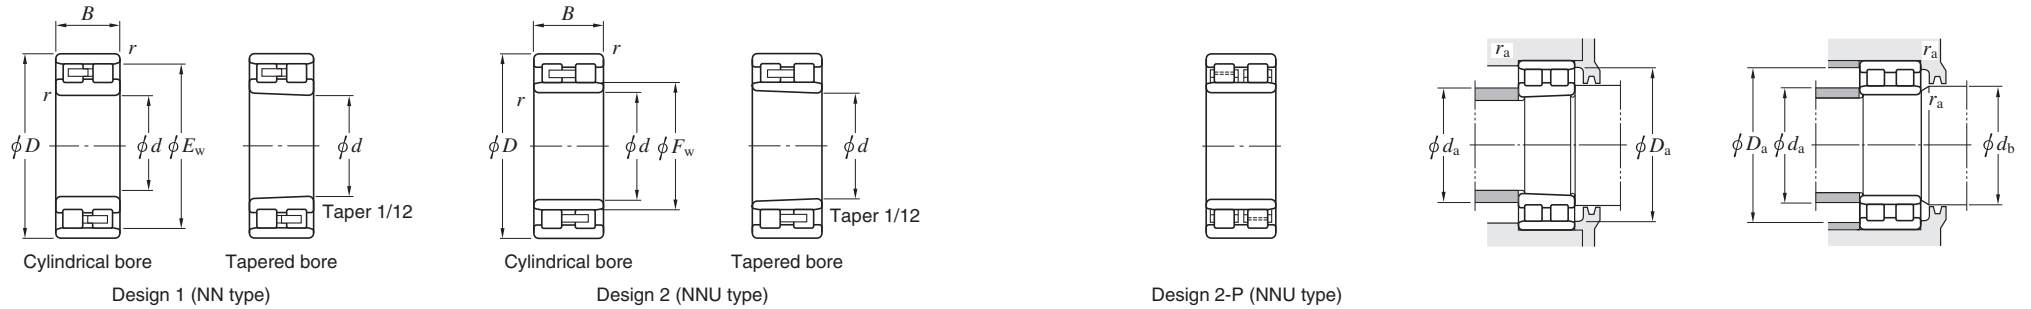 B
r
r
φD
φd
φEw
φd
Taper 1/12
Cylindrical bore
Tapered bore
Design 1 (NN type)
B
r
r
φD
φd
φFw
φd
Taper 1/12
Cylindrical bore
Tapered bore
Design 2 (NNU type)
Design 2-P (NNU type)
ra
φda
φDa
ra
ra
φDa
φda
φdb